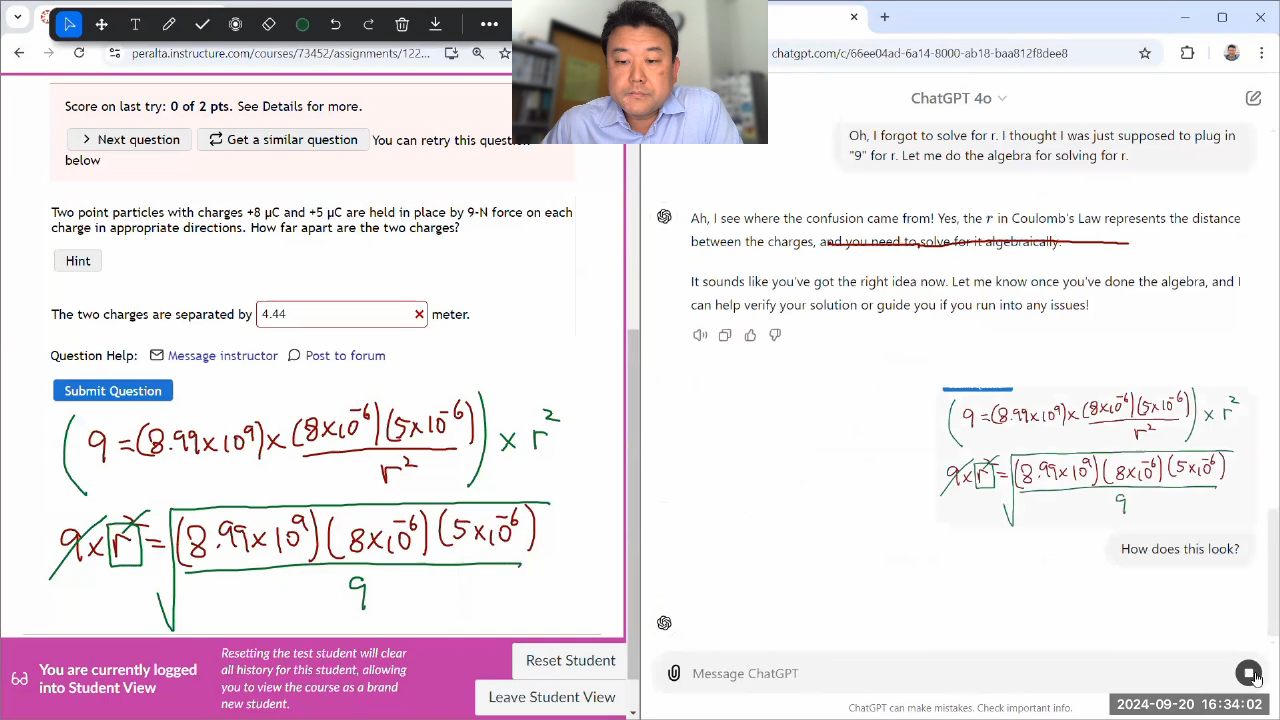 peralta.instructure.com/courses/73452/assignments/122...
chatgpt.com/c/66ee04ad-6a14-8000-ab18-baa812f8dee8
Score on last try: 0 of 2 pts. See Details for more.
> Next question
Get a similar question
You can retry this question
below
Two point particles with charges +8 μC and +5 μC are held in place by 9-N force on each
charge in appropriate directions. How far apart are the two charges?
Hint
The two charges are separated by 4.44 meter.
Question Help: Message instructor Post to forum
Submit Question
(9=(8.99x10⁹)x(8x10⁻⁶)(5x10⁻⁶)/r²) x r²
9xr²=√(8.99x10⁹)(8x10⁻⁶)(5x10⁻⁶)/9
You are currently logged
into Student View
Resetting the test student will clear
all history for this student, allowing
you to view the course as a brand
new student.
Reset Student
Leave Student View
ChatGPT 4o
Oh, I forgot to solve for r. I thought I was just supposed to plug in
"9" for r. Let me do the algebra for solving for r.
Ah, I see where the confusion came from! Yes, the r in Coulomb's Law represents the distance
between the charges, and you need to solve for it algebraically.
It sounds like you've got the right idea now. Let me know once you've done the algebra, and I
can help verify your solution or guide you if you run into any issues!
(9=(8.99x10⁹)x(8x10⁻⁶)(5x10⁻⁶)/r²) x r²
9xr²=√(8.99x10⁹)(8x10⁻⁶)(5x10⁻⁶)/9
How does this look?
Message ChatGPT
ChatGPT can make mistakes. Check important info.
2024-09-20 16:34:02